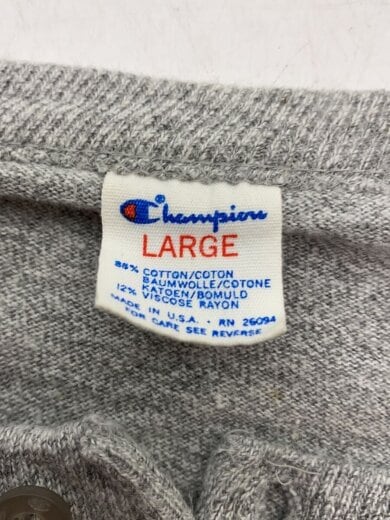 Champion
LARGE
88% COTTON/COTON
BAUMWOLLE/COTONE
KATOEN/BOMULD
12% VISCOSE RAYON
MADE IN U.S.A. • RN 26094
FOR CARE SEE REVERSE